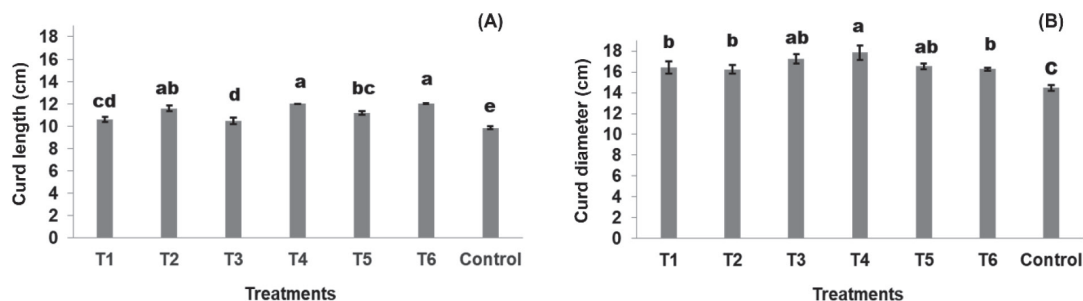 (A)
Curd length (cm)
18
16
14
12
10
8
6
4
2
0
cd
ab
d
a
bc
a
e
T1 T2 T3 T4 T5 T6 Control
Treatments
(B)
Curd diameter (cm)
18
16
14
12
10
8
6
4
2
0
b
b
ab
a
ab
b
c
T1 T2 T3 T4 T5 T6 Control
Treatments